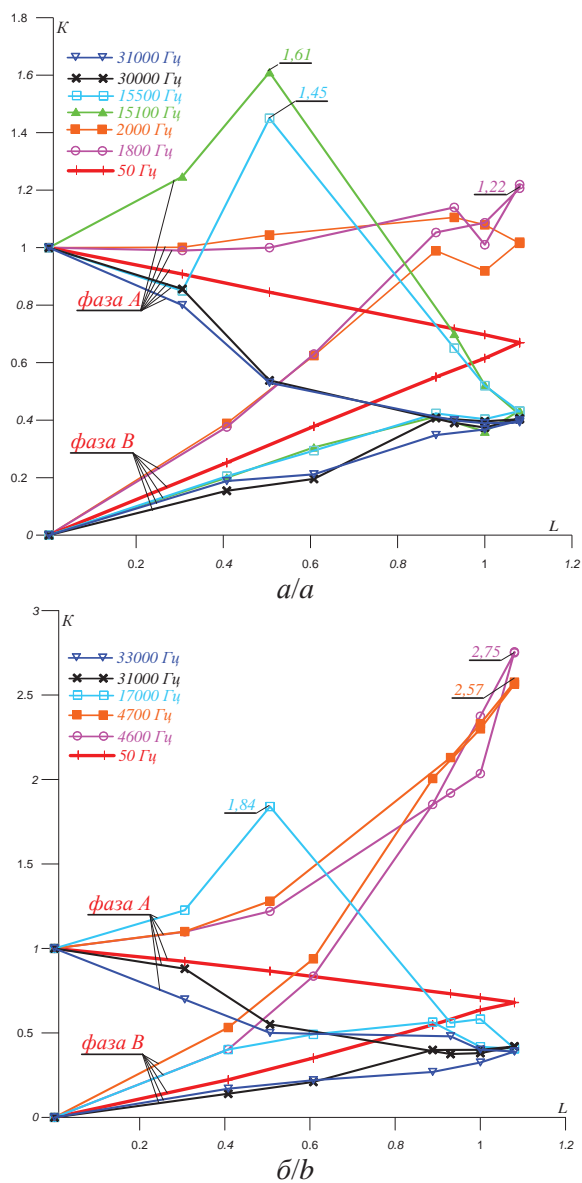 1.8
К
31000 Гц
30000 Гц
15500 Гц
15100 Гц
2000 Гц
1800 Гц
50 Гц
1,61
1,45
1,22
1.6
1.4
1.2
1
0.8
0.6
0.4
0.2
0
фаза A
фаза B
L
0.2
0.4
0.6
0.8
1
1.2
а/a
3
К
33000 Гц
31000 Гц
17000 Гц
4700 Гц
4600 Гц
50 Гц
2,75
2,57
1,84
2.5
2
1.5
1
0.5
0
фаза A
фаза B
L
0.2
0.4
0.6
0.8
1
1.2
б/b